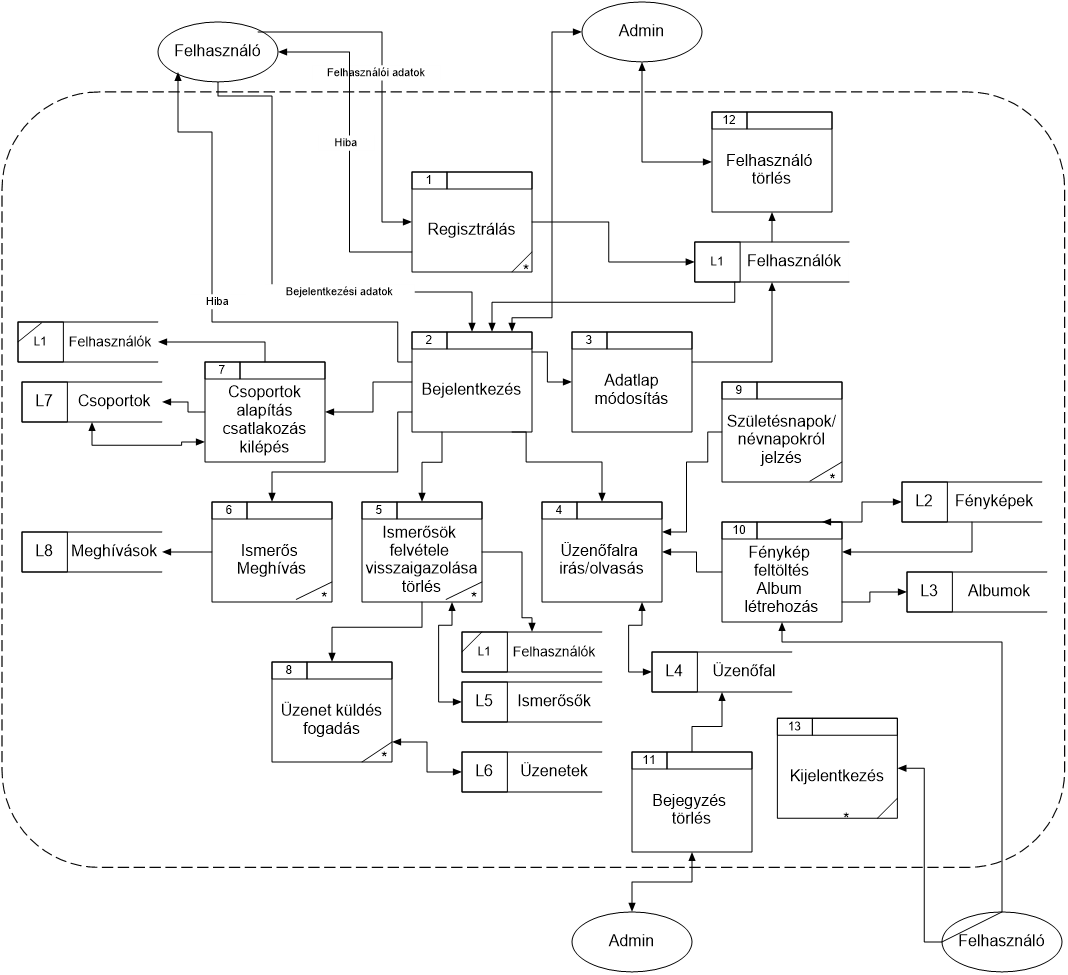 Felhasználó
Admin
Felhasználói adatok
12
Felhasználó
törlés
Hiba
1
Regisztrálás
*
L1
Felhasználók
Bejelentkezési adatok
Hiba
L1
Felhasználók
2
Bejelentkezés
3
Adatlap
módosítás
7
Csoportok
alapítás
csatlakozás
kilépés
L7
Csoportok
9
Születésnapok/
névnapokról
jelzés
*
L2
Fényképek
6
Ismerős
Meghívás
*
5
Ismerősök
felvétele
visszaigazolása
törlés
*
4
Üzenőfalra
irás/olvasás
10
Fénykép
feltöltés
Album
létrehozás
L8
Meghívások
L3
Albumok
L1
Felhasználók
8
Üzenet küldés
fogadás
*
L4
Üzenőfal
L5
Ismerősők
L6
Üzenetek
13
Kijelentkezés
*
11
Bejegyzés
törlés
Admin
Felhasználó